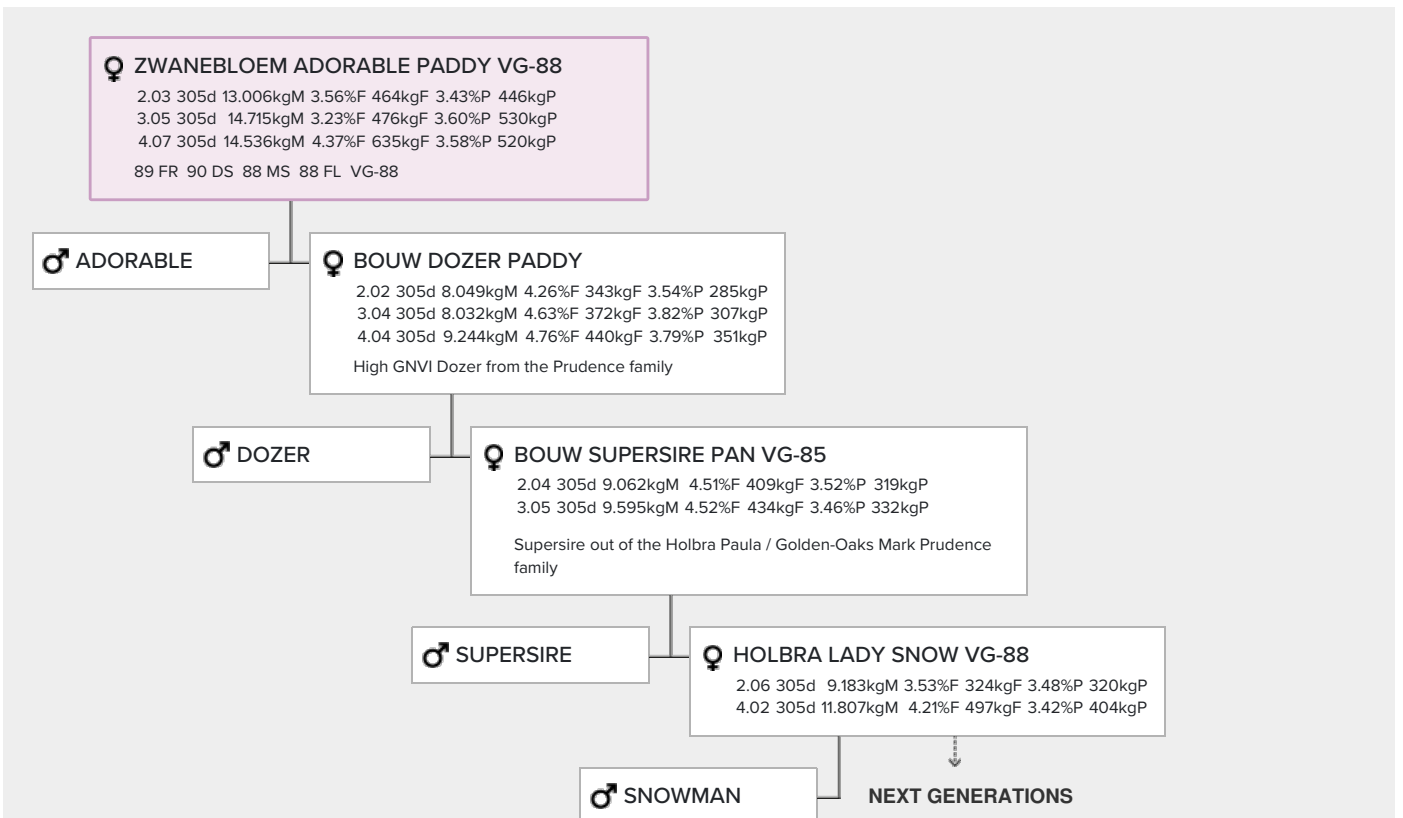 ZWANEBLOEM ADORABLE PADDY VG-88
2.03 305d 13.006kgM 3.56%F 464kgF 3.43%P 446kgP
3.05 305d 14.715kgM 3.23%F 476kgF 3.60%P 530kgP
4.07 305d 14.536kgM 4.37%F 635kgF 3.58%P 520kgP
89 FR 90 DS 88 MS 88 FL VG-88
ADORABLE
BOUW DOZER PADDY
2.02 305d 8.049kgM 4.26%F 343kgF 3.54%P 285kgP
3.04 305d 8.032kgM 4.63%F 372kgF 3.82%P 307kgP
4.04 305d 9.244kgM 4.76%F 440kgF 3.79%P 351kgP
High GNVI Dozer from the Prudence family
DOZER
BOUW SUPERSIRE PAN VG-85
2.04 305d 9.062kgM 4.51%F 409kgF 3.52%P 319kgP
3.05 305d 9.595kgM 4.52%F 434kgF 3.46%P 332kgP
Supersire out of the Holbra Paula / Golden-Oaks Mark Prudence
family
SUPERSIRE
HOLBRA LADY SNOW VG-88
2.06 305d 9.183kgM 3.53%F 324kgF 3.48%P 320kgP
4.02 305d 11.807kgM 4.21%F 497kgF 3.42%P 404kgP
SNOWMAN
NEXT GENERATIONS